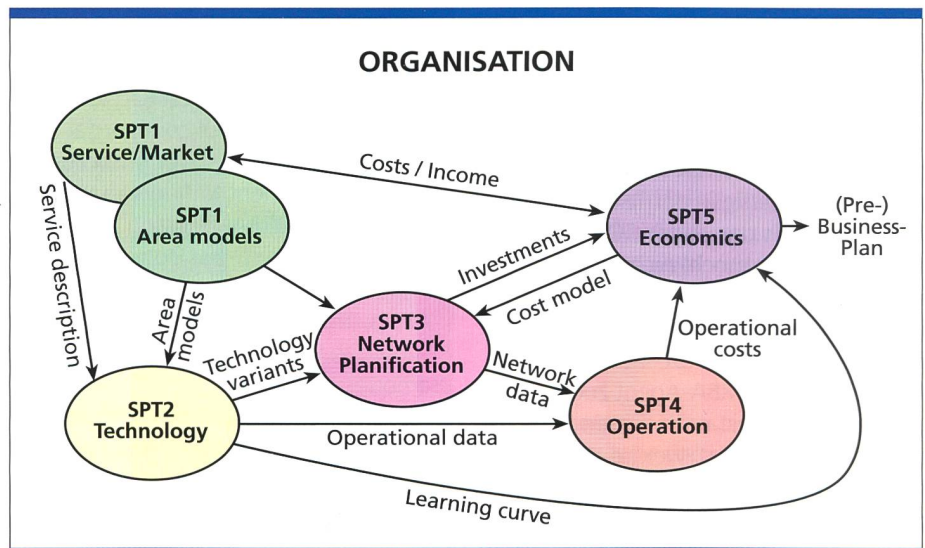 ORGANISATION
SPT1
Service/Market
Costs / Income
SPT1
Area models
SPT5
Economics
(Pre-)
Business-
Plan
Service description
Area
models
Investments
Cost model
SPT3
Network
Planification
Technology
variants
Operational
costs
Network
data
SPT2
Technology
SPT4
Operation
Operational data
Learning curve